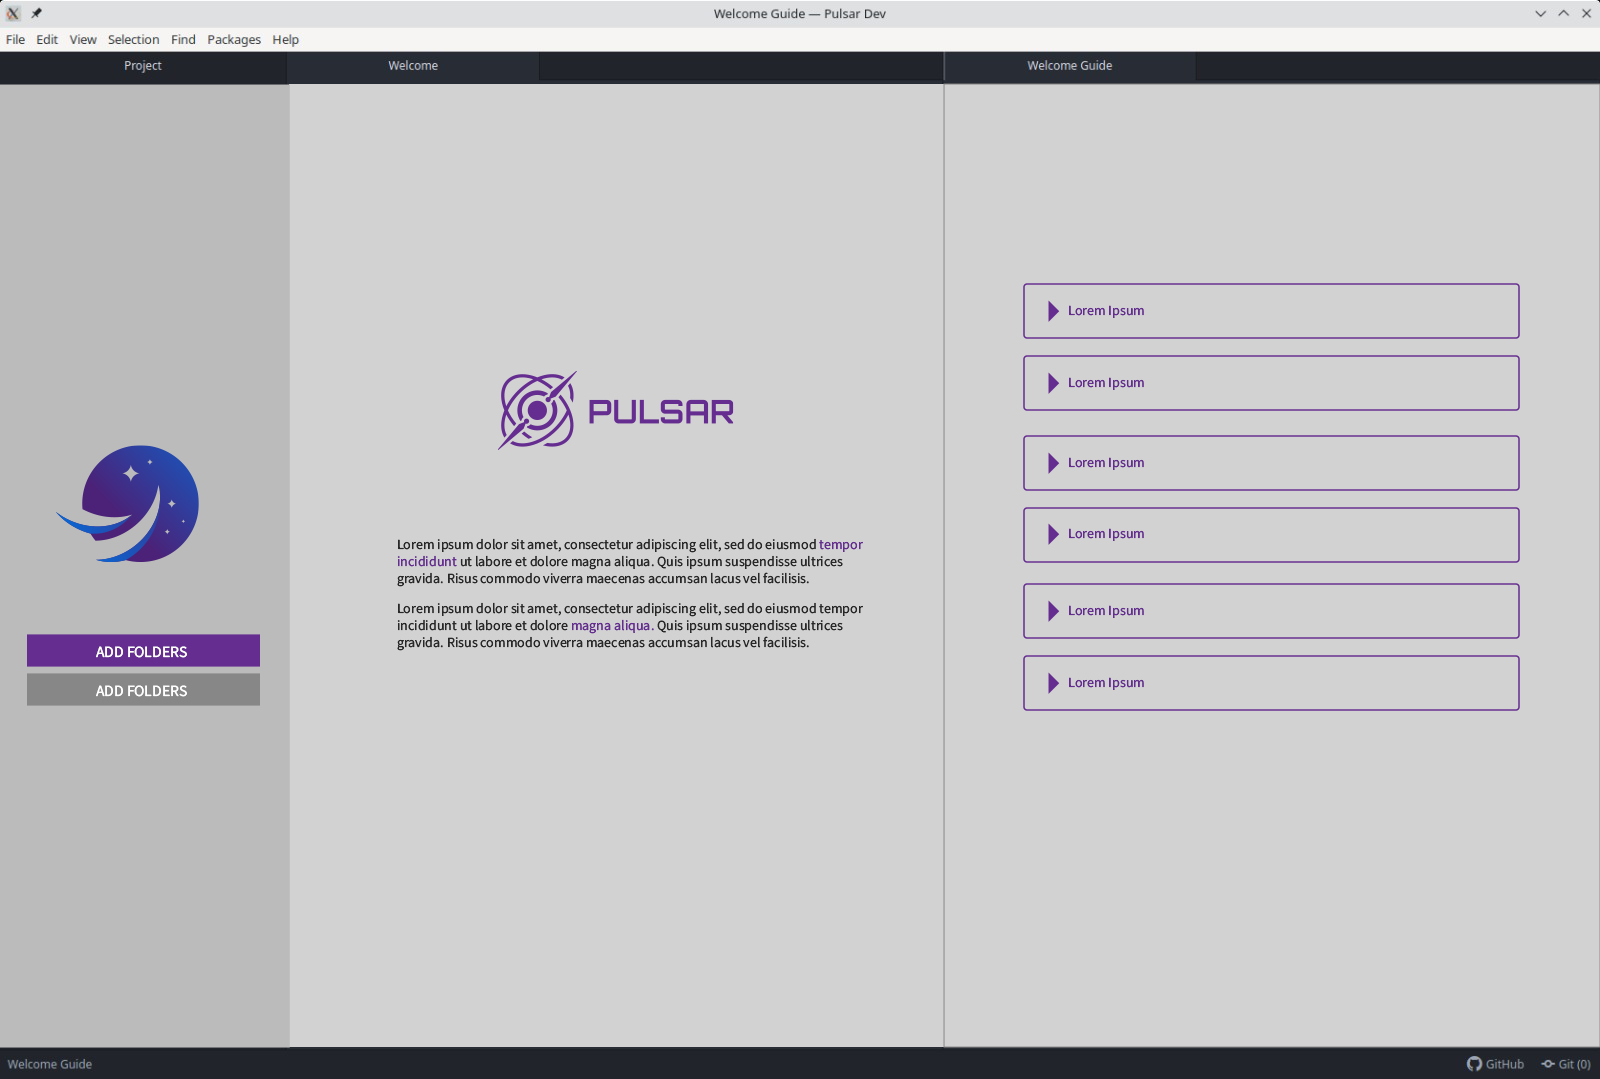 Welcome Guide — Pulsar Dev
File Edit View Selection Find Packages Help
Project Welcome Welcome Guide
PULSAR
Lorem ipsum dolor sit amet, consectetur adipiscing elit, sed do eiusmod tempor
incididunt ut labore et dolore magna aliqua. Quis ipsum suspendisse ultrices
gravida. Risus commodo viverra maecenas accumsan lacus vel facilisis.
Lorem ipsum dolor sit amet, consectetur adipiscing elit, sed do eiusmod tempor
incididunt ut labore et dolore magna aliqua. Quis ipsum suspendisse ultrices
gravida. Risus commodo viverra maecenas accumsan lacus vel facilisis.
ADD FOLDERS
ADD FOLDERS
Lorem Ipsum
Lorem Ipsum
Lorem Ipsum
Lorem Ipsum
Lorem Ipsum
Lorem Ipsum
Welcome Guide GitHub Git (0)